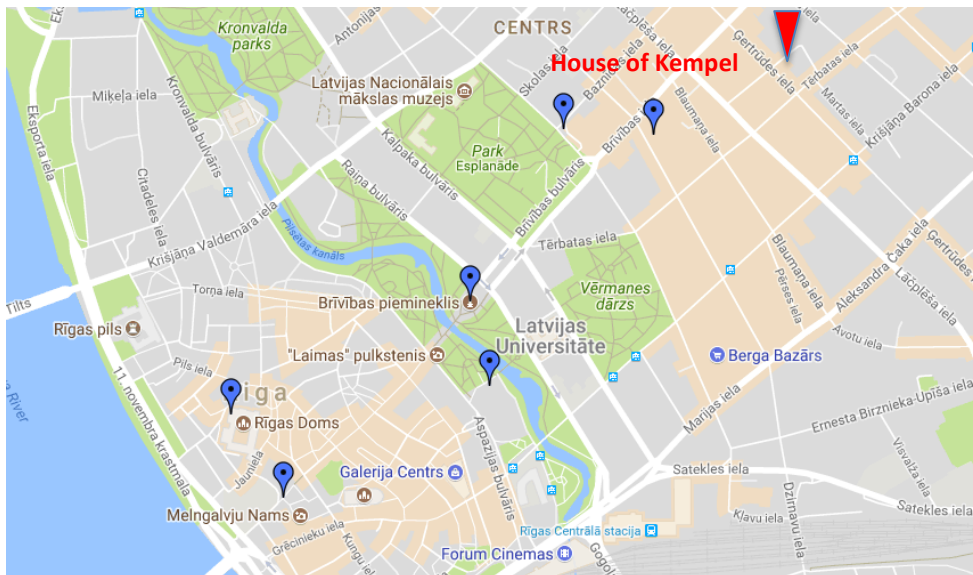 Kronvalda
parks
Eksporta iela
Miķeļa iela
Kronvalda bulvāris
Citadeles iela
Antonijas
CENTRS
House of Kempel
Skolas iela
Baznīcas iela
Lāčplēša iela
Ģertrūdes iela
Tērbatas iela
Martas iela
Krišjāņa Barona iela
Latvijas Nacionālais
mākslas muzejs
Kalpaka bulvāris
Raiņa bulvāris
Park
Esplanāde
Brīvības iela
Blaumaņa iela
Brīvības bulvāris
Krišjāņa Valdemāra iela
Pilsētas kanāls
Tērbatas iela
Blaumaņa iela
Pērses iela
Aleksandra Čaka iela
Ģertrūdes
Lāčplēša iela
Avotu iela
Tilts
Torņa iela
Brīvības piemineklis
Vērmanes
dārzs
Rīgas pils
Pils iela
"Laimas" pulkstenis
Latvijas
Universitāte
Berga Bazārs
11. novembra krastmala
River
Rīga
Rīgas Doms
Jauniela
Aspazijas bulvāris
Marijas iela
Ernesta Birznieka-Upīša iela
Galerija Centrs
Satekles iela
Visvalža iela
Melngalvju Nams
Grēcinieku iela
Kungu iela
Rīgas Centrālā stacija
Forum Cinemas
Gogoļ
Dzirnavu iela
Kļavu iela
Satekles iela